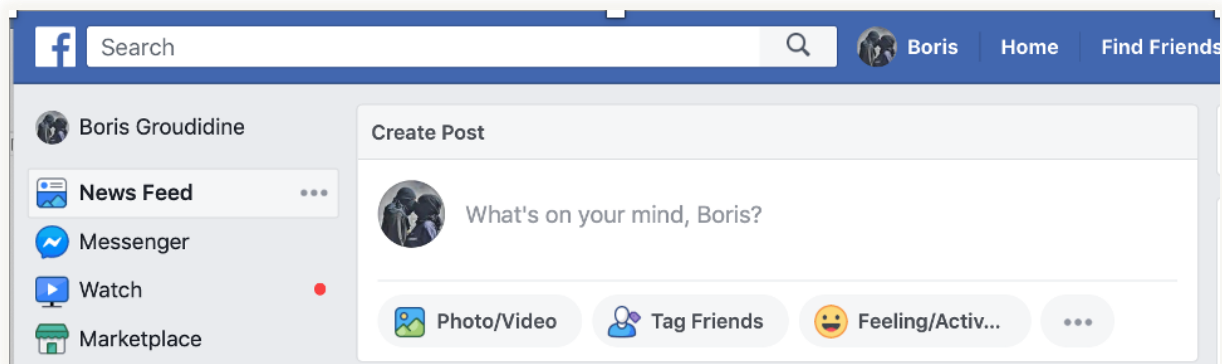 Search
Boris
Home
Find Friends
Boris Groudidine
News Feed
Messenger
Watch
Marketplace
Create Post
What's on your mind, Boris?
Photo/Video
Tag Friends
Feeling/Activ...